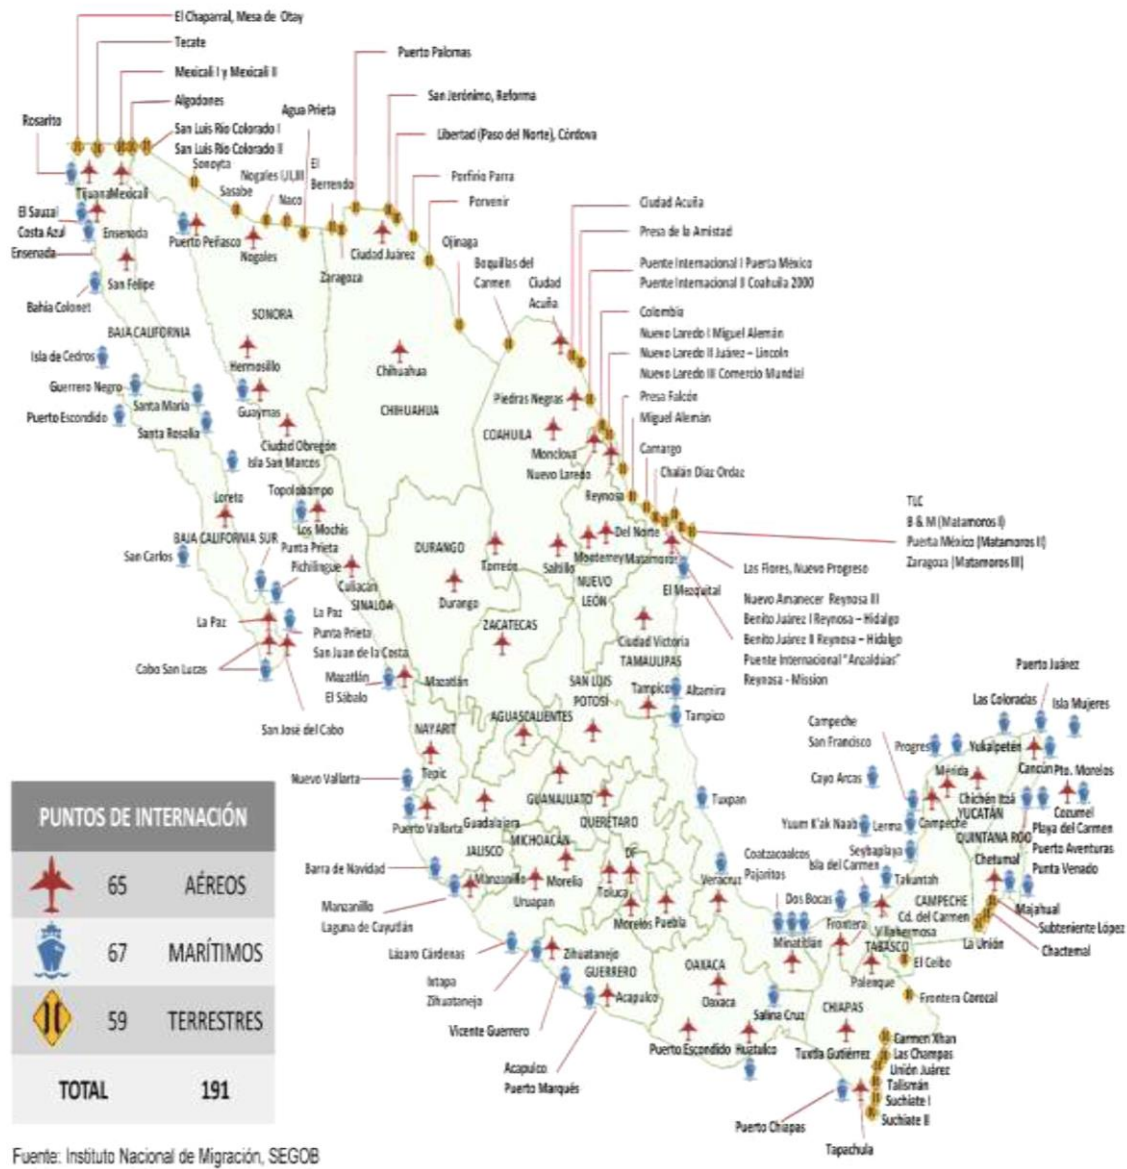 El Chaparral, Mesa de Otay
Tecate
Mexicali I y Mexicali II
Algodones
San Luis Río Colorado I
San Luis Río Colorado II
Rosarito
Sonoyta
Sasabe
Nogales I,II,III
Naco
Agua Prieta
El
Berrendo
Puerto Palomas
San Jerónimo, Reforma
Libertad (Paso del Norte), Córdova
Porfirio Parra
Porvenir
Ojinaga
Boquillas del
Carmen
Ciudad
Acuña
Ciudad Acuña
Presa de la Amistad
Puente Internacional I Puerta México
Puente Internacional II Coahuila 2000
Colombia
Nuevo Laredo I Miguel Alemán
Nuevo Laredo II Juárez – Lincoln
Nuevo Laredo III Comercio Mundial
Presa Falcón
Miguel Alemán
Camargo
Chalán Diaz Ordaz
TLC
B & M (Matamoros I)
Puerta México (Matamoros II)
Zaragoza (Matamoros III)
Las Flores, Nuevo Progreso
Nuevo Amanecer Reynosa III
Benito Juárez I Reynosa – Hidalgo
Benito Juárez II Reynosa – Hidalgo
Puente Internacional "Anzaldúas"
Reynosa - Mission
Tijuana
Mexicali
El Sauzal
Costa Azul
Ensenada
Ensenada
San Felipe
Puerto Peñasco
Nogales
Zaragoza
Ciudad Juárez
Bahía Colonet
BAJA CALIFORNIA
SONORA
Isla de Cedros
Hermosillo
Chihuahua
CHIHUAHUA
Guerrero Negro
Santa María
Puerto Escondido
Santa Rosalia
Guaymas
Ciudad Obregón
Isla San Marcos
Piedras Negras
COAHUILA
Monclova
Nuevo Laredo
Reynosa
Loreto
Topolobampo
Los Mochis
BAJA CALIFORNIA SUR
San Carlos
Punta Prieta
Pichilingue
Culiacán
SINALOA
DURANGO
Torreón
Durango
Saltillo
Monterrey
Del Norte
Matamoros
NUEVO
LEÓN
El Mezquital
La Paz
La Paz
Punta Prieta
San Juan de la Costa
Cabo San Lucas
San José del Cabo
Mazatlán
El Sábalo
Mazatlán
ZACATECAS
Ciudad Victoria
TAMAULIPAS
SAN LUIS
POTOSÍ
Tampico
Altamira
Tampico
NAYARIT
AGUASCALIENTES
Tepic
Nuevo Vallarta
Puerto Vallarta
Guadalajara
GUANAJUATO
QUERÉTARO
Tuxpan
JALISCO
MICHOACÁN
DF
Barra de Navidad
Manzanillo
Manzanillo
Laguna de Cuyutlán
Uruapan
Morelia
Toluca
Morelos
Puebla
Veracruz
Coatzacoalcos
Pajaritos
Lázaro Cárdenas
Ixtapa
Zihuatanejo
Zihuatanejo
GUERRERO
Acapulco
Vicente Guerrero
Acapulco
Puerto Marqués
OAXACA
Oaxaca
Puerto Escondido
Huatulco
Salina Cruz
Minatitlán
Dos Bocas
Frontera
Villahermosa
TABASCO
Palenque
CHIAPAS
Tuxtla Gutiérrez
Puerto Chiapas
Tapachula
Carmen Xhan
Las Champas
Unión Juárez
Talismán
Suchiate I
Suchiate II
Frontera Corozal
El Ceibo
La Unión
Puerto Juárez
Las Coloradas
Isla Mujeres
Campeche
San Francisco
Progreso
Yukalpetén
Cayo Arcas
Mérida
Cancún
Pto. Morelos
Chichén Itzá
Cozumel
YUCATÁN
Yuum K'ak Naab
Lerma
Campeche
QUINTANA ROO
Playa del Carmen
Puerto Aventuras
Punta Venado
Seybaplaya
Isla del Carmen
Takuntah
Chetumal
CAMPECHE
Cd. del Carmen
Majahual
Subteniente López
Chactemal
PUNTOS DE INTERNACIÓN
65 AÉREOS
67 MARÍTIMOS
59 TERRESTRES
TOTAL 191
Fuente: Instituto Nacional de Migración, SEGOB